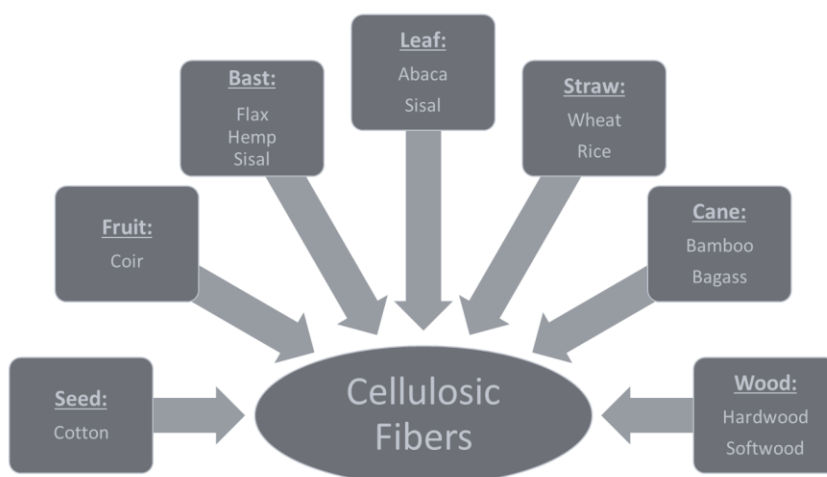 Leaf:
Abaca
Sisal
Bast:
Flax
Hemp
Sisal
Straw:
Wheat
Rice
Fruit:
Coir
Cane:
Bamboo
Bagass
Seed:
Cotton
Cellulosic
Fibers
Wood:
Hardwood
Softwood